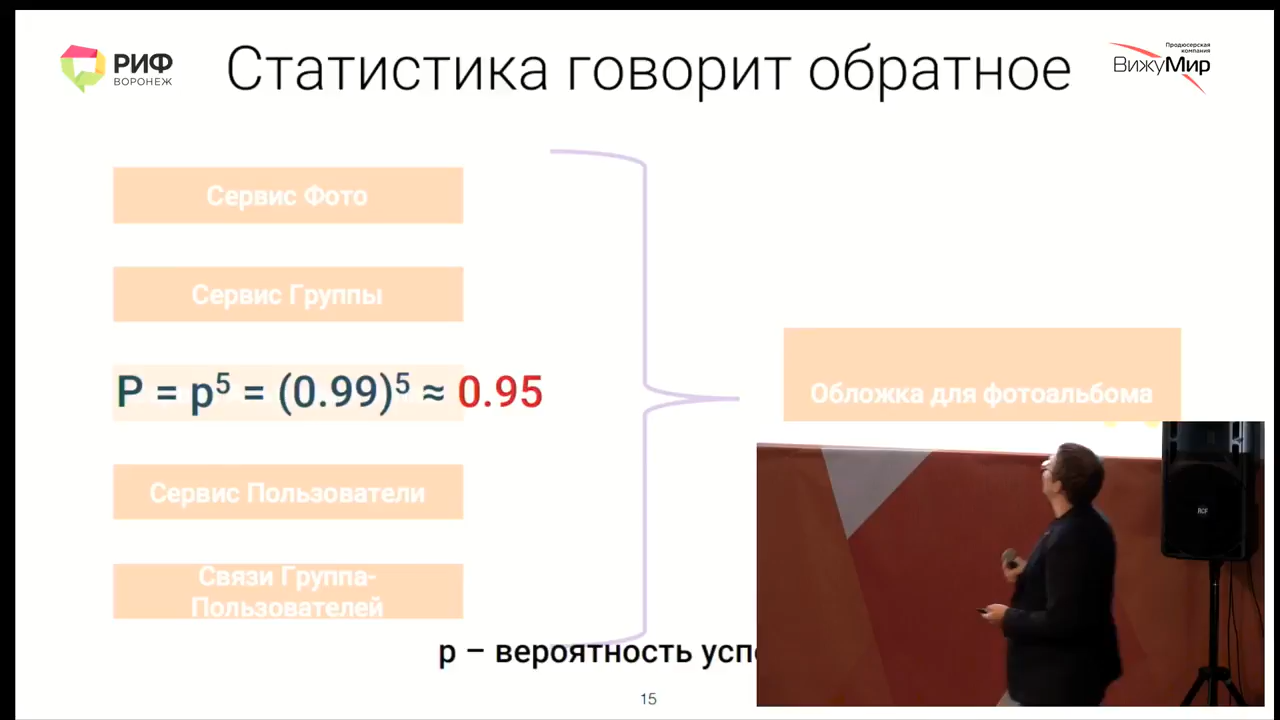 РИФ
ВОРОНЕЖ
Статистика говорит обратное
Продюсерская
компания
ВижуМир
Сервис Фото
Сервис Группы
P = p⁵ = (0.99)⁵ ≈ 0.95
Обложка для фотоальбома
Сервис Пользователи
Связи Группа-
Пользователей
p – вероятность
15
RCF